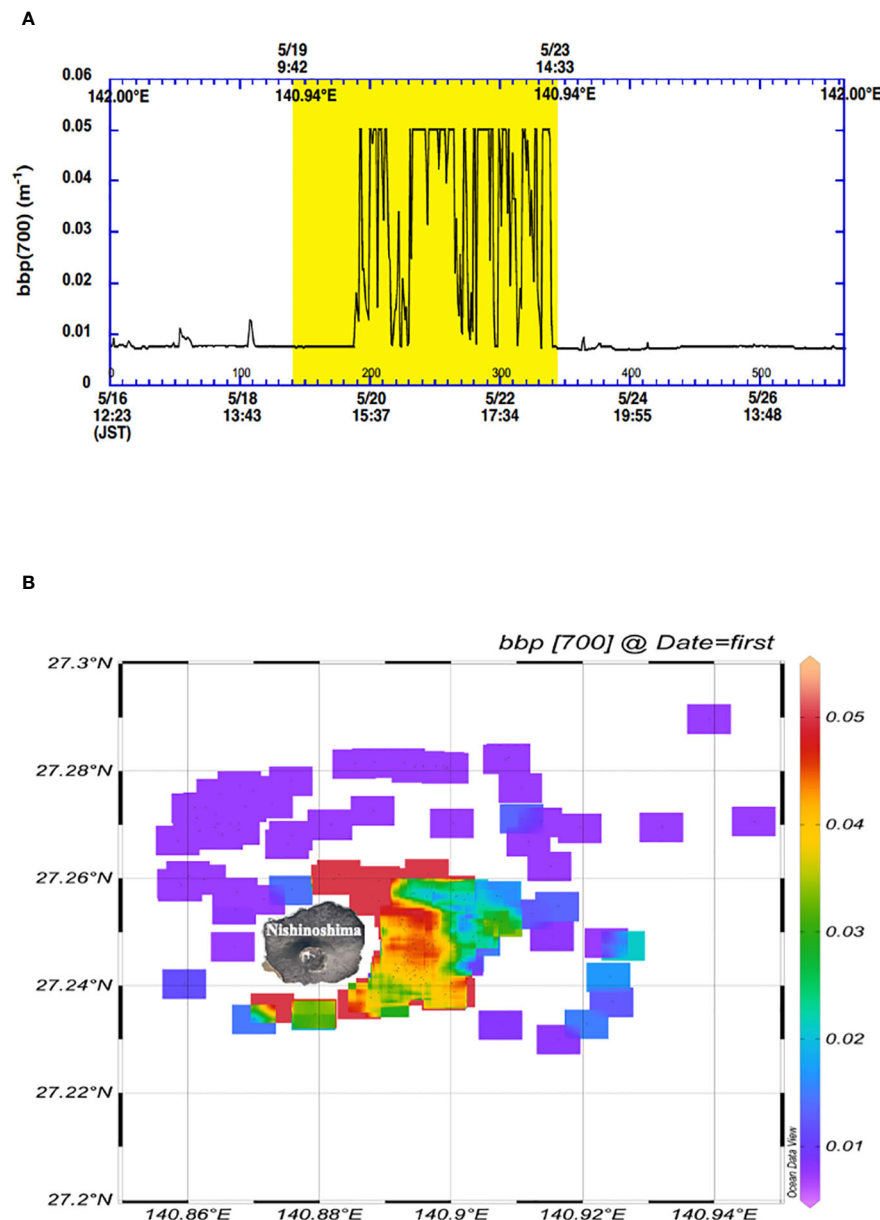 A
5/19 5/23
9:42 14:33
0.06
142.00°E 140.94°E 140.94°E 142.00°E
0.05
0.04
bbp(700) (m⁻¹)
0.03
0.02
0.01
0
0 100 200 300 400 500
5/16 5/18 5/20 5/22 5/24 5/26
12:23 13:43 15:37 17:34 19:55 13:48
(JST)
B
bbp [700] @ Date=first
27.3°N
27.28°N
27.26°N
27.24°N
27.22°N
27.2°N
Nishinoshima
0.05
0.04
0.03
0.02
0.01
Ocean Data View
140.86°E 140.88°E 140.9°E 140.92°E 140.94°E